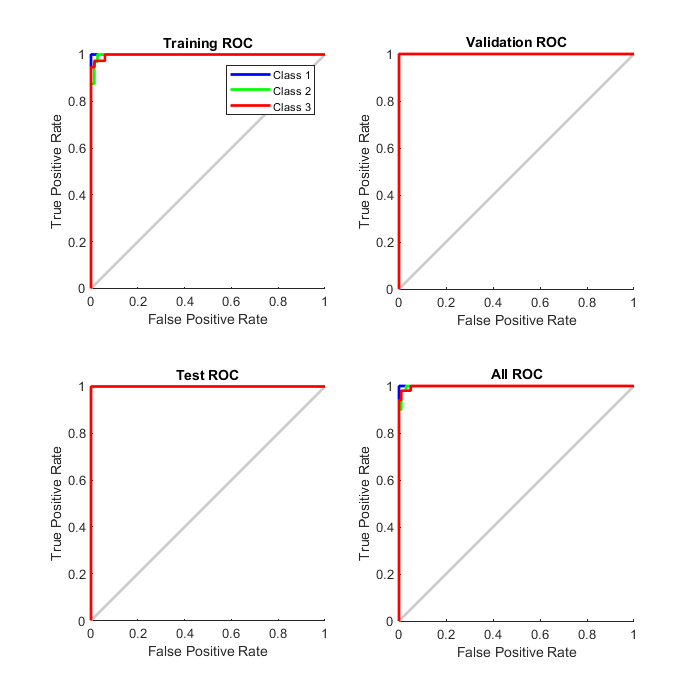 Training ROC
True Positive Rate
1
0.8
0.6
0.4
0.2
0
Class 1
Class 2
Class 3
0 0.2 0.4 0.6 0.8 1
False Positive Rate
Validation ROC
True Positive Rate
1
0.8
0.6
0.4
0.2
0
0 0.2 0.4 0.6 0.8 1
False Positive Rate
Test ROC
True Positive Rate
1
0.8
0.6
0.4
0.2
0
0 0.2 0.4 0.6 0.8 1
False Positive Rate
All ROC
True Positive Rate
1
0.8
0.6
0.4
0.2
0
0 0.2 0.4 0.6 0.8 1
False Positive Rate